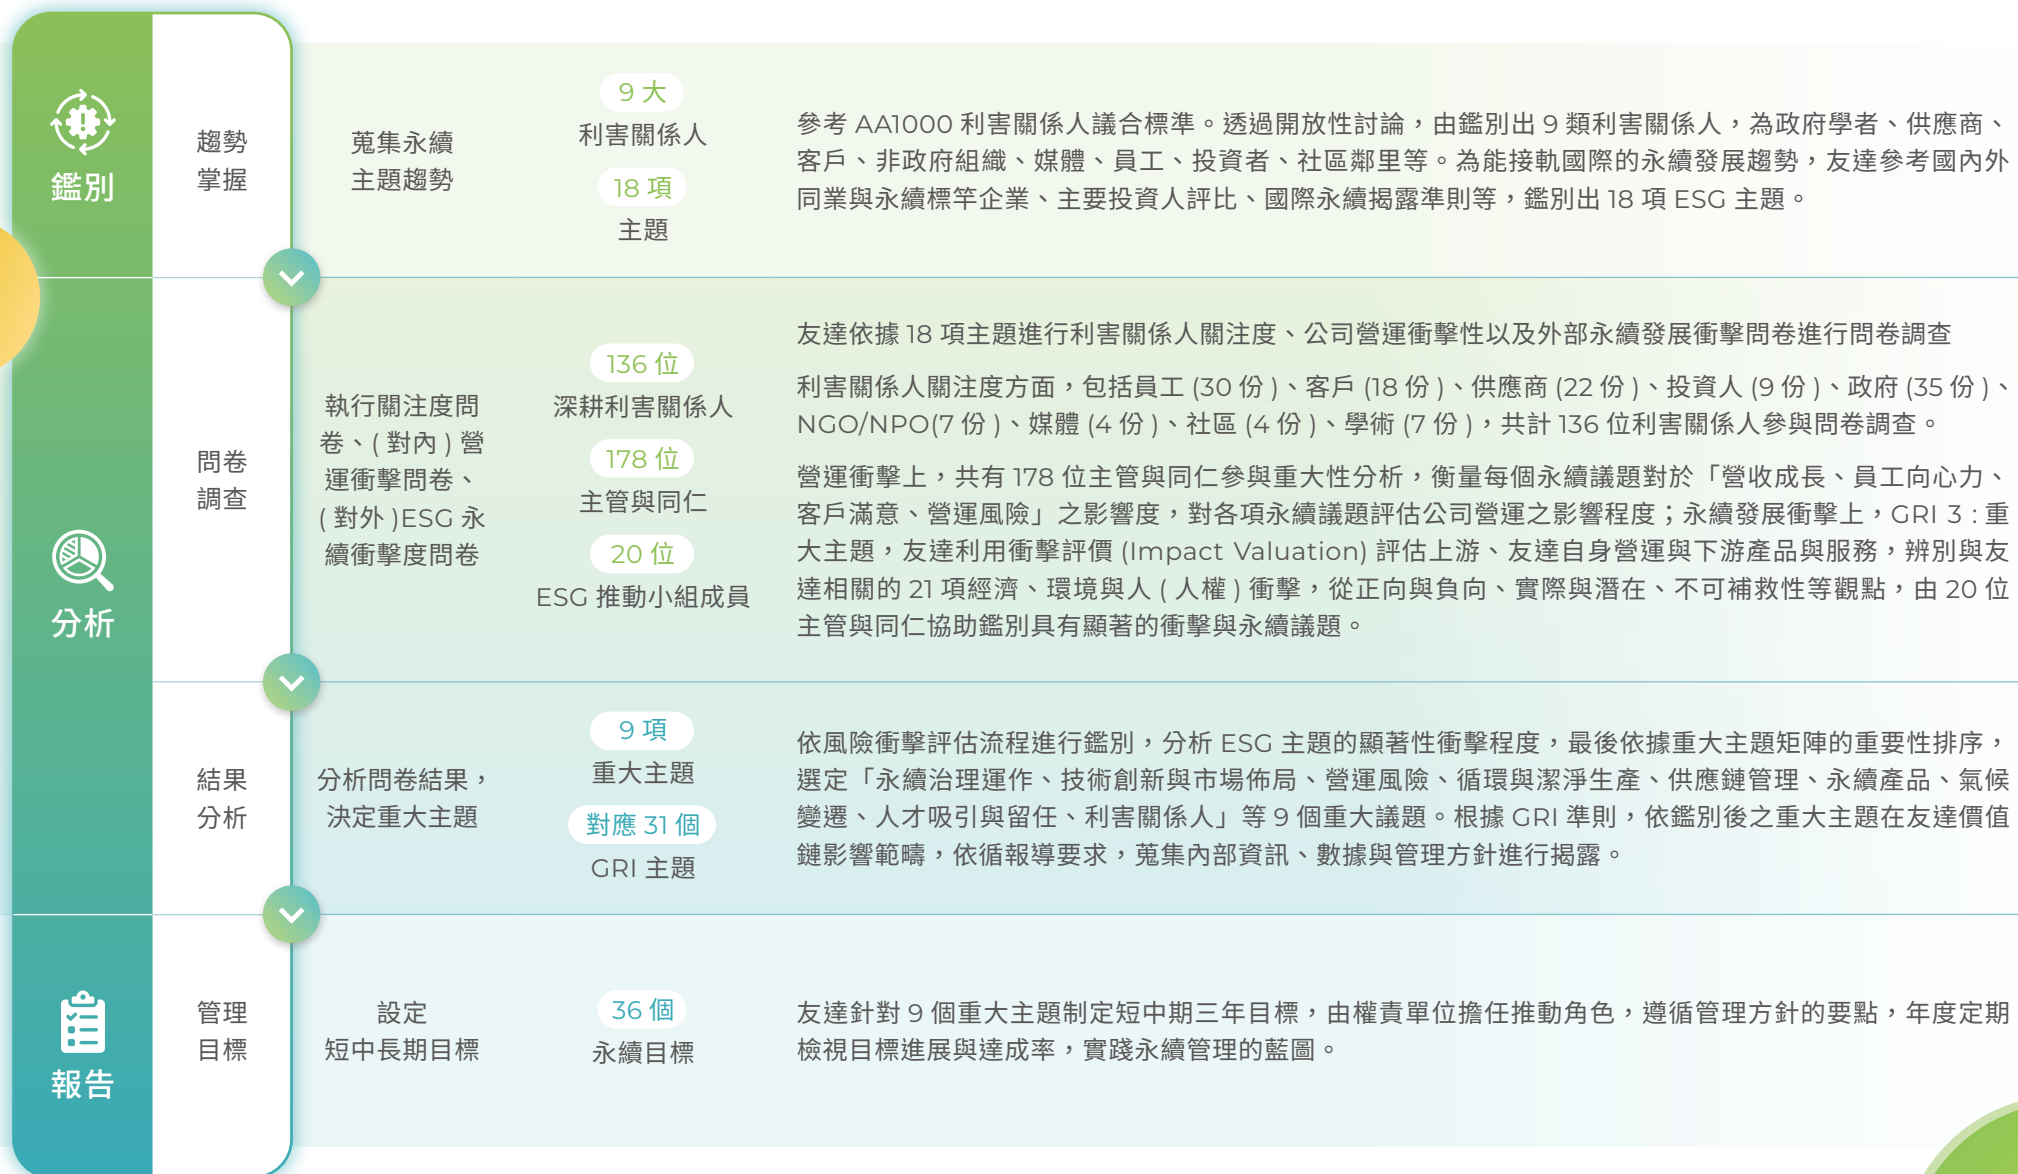 鑑別
趨勢
掌握
蒐集永續
主題趨勢
9 大
利害關係人
18 項
主題
參考 AA1000 利害關係人議合標準。透過開放性討論，由鑑別出 9 類利害關係人，為政府學者、供應商、
客戶、非政府組織、媒體、員工、投資者、社區鄰里等。為能接軌國際的永續發展趨勢，友達參考國內外
同業與永續標竿企業、主要投資人評比、國際永續揭露準則等，鑑別出 18 項 ESG 主題。
分析
問卷
調查
執行關注度問
卷、( 對內 ) 營
運衝擊問卷、
( 對外 )ESG 永
續衝擊度問卷
136 位
深耕利害關係人
178 位
主管與同仁
20 位
ESG 推動小組成員
友達依據 18 項主題進行利害關係人關注度、公司營運衝擊性以及外部永續發展衝擊問卷進行問卷調查
利害關係人關注度方面，包括員工 (30 份 )、客戶 (18 份 )、供應商 (22 份 )、投資人 (9 份 )、政府 (35 份 )、
NGO/NPO(7 份 )、媒體 (4 份 )、社區 (4 份 )、學術 (7 份 )，共計 136 位利害關係人參與問卷調查。
營運衝擊上，共有 178 位主管與同仁參與重大性分析，衡量每個永續議題對於「營收成長、員工向心力、
客戶滿意、營運風險」之影響度，對各項永續議題評估公司營運之影響程度；永續發展衝擊上，GRI 3 : 重
大主題，友達利用衝擊評價 (Impact Valuation) 評估上游、友達自身營運與下游產品與服務，辨別與友
達相關的 21 項經濟、環境與人 ( 人權 ) 衝擊，從正向與負向、實際與潛在、不可補救性等觀點，由 20 位
主管與同仁協助鑑別具有顯著的衝擊與永續議題。
結果
分析
分析問卷結果，
決定重大主題
9 項
重大主題
對應 31 個
GRI 主題
依風險衝擊評估流程進行鑑別，分析 ESG 主題的顯著性衝擊程度，最後依據重大主題矩陣的重要性排序，
選定「永續治理運作、技術創新與市場佈局、營運風險、循環與潔淨生產、供應鏈管理、永續產品、氣候
變遷、人才吸引與留任、利害關係人」等 9 個重大議題。根據 GRI 準則，依鑑別後之重大主題在友達價值
鏈影響範疇，依循報導要求，蒐集內部資訊、數據與管理方針進行揭露。
報告
管理
目標
設定
短中長期目標
36 個
永續目標
友達針對 9 個重大主題制定短中期三年目標，由權責單位擔任推動角色，遵循管理方針的要點，年度定期
檢視目標進展與達成率，實踐永續管理的藍圖。